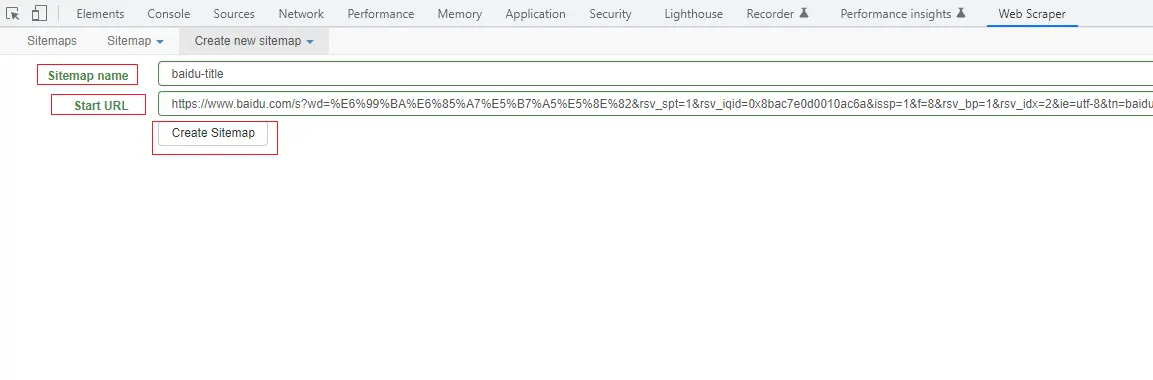 Elements Console Sources Network Performance Memory Application Security Lighthouse Recorder Performance insights Web Scraper
Sitemaps Sitemap Create new sitemap
Sitemap name baidu-title
Start URL https://www.baidu.com/s?wd=%E6%99%BA%E6%85%A7%E5%B7%A5%E5%8E%82&rsv_spt=1&rsv_iqid=0x8bac7e0d0010ac6a&issp=1&f=8&rsv_bp=1&rsv_idx=2&ie=utf-8&tn=baidu
Create Sitemap